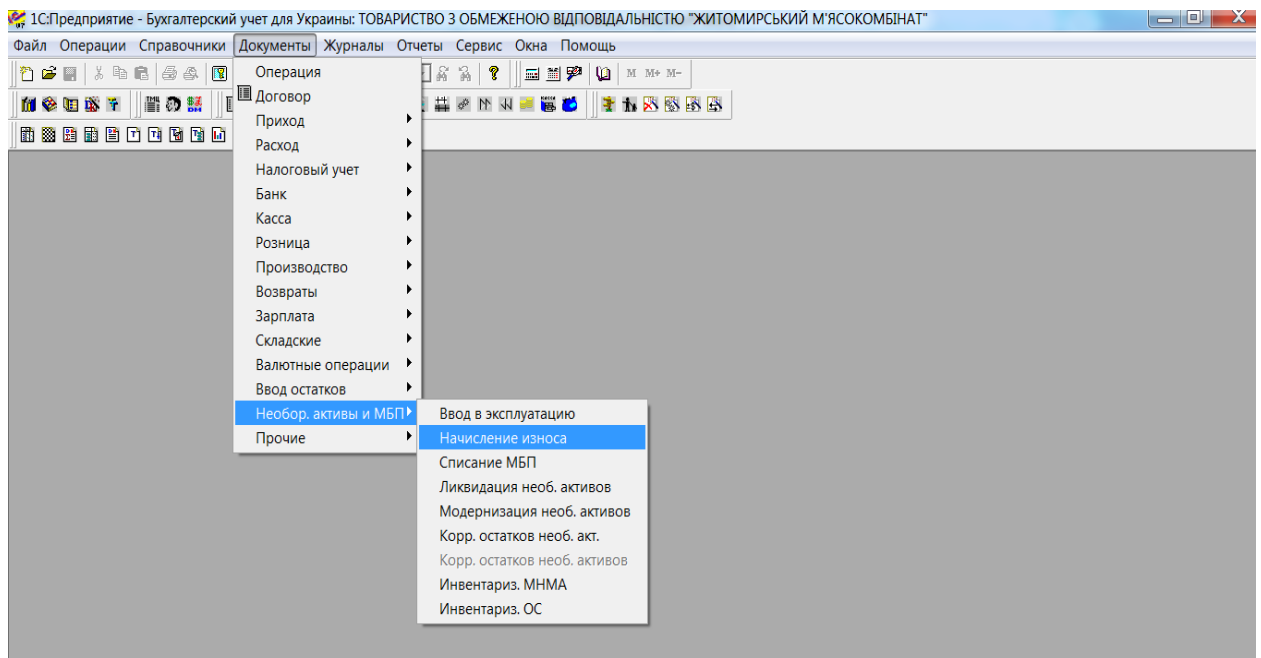 1С:Предприятие - Бухгалтерский учет для Украины: ТОВАРИСТВО З ОБМЕЖЕНОЮ ВІДПОВІДАЛЬНІСТЮ "ЖИТОМИРСЬКИЙ М'ЯСОКОМБІНАТ"
Файл Операции Справочники Документы Журналы Отчеты Сервис Окна Помощь
M M+ M-
Операция
Договор
Приход
Расход
Налоговый учет
Банк
Касса
Розница
Производство
Возвраты
Зарплата
Складские
Валютные операции
Ввод остатков
Необор. активы и МБП
Прочие
Ввод в эксплуатацию
Начисление износа
Списание МБП
Ликвидация необ. активов
Модернизация необ. активов
Корр. остатков необ. акт.
Корр. остатков необ. активов
Инвентариз. МНМА
Инвентариз. ОС